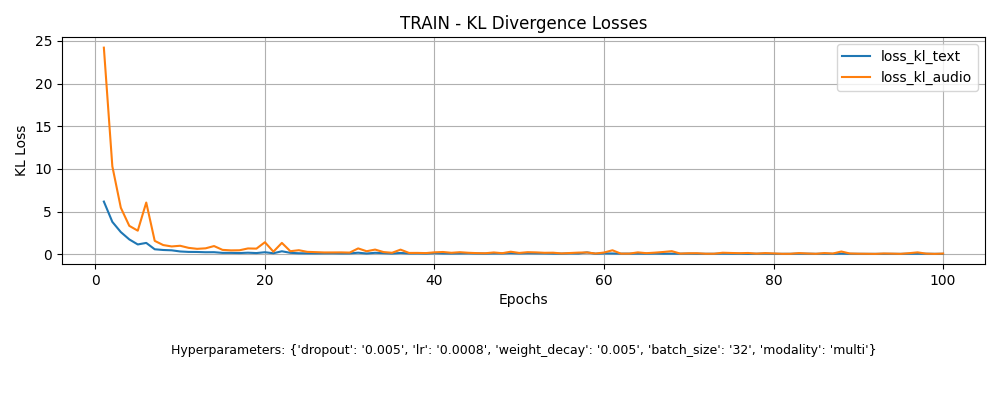 TRAIN - KL Divergence Losses
25
20
15
10
5
0
KL Loss
loss_kl_text
loss_kl_audio
0 20 40 60 80 100
Epochs
Hyperparameters: {'dropout': '0.005', 'lr': '0.0008', 'weight_decay': '0.005', 'batch_size': '32', 'modality': 'multi'}